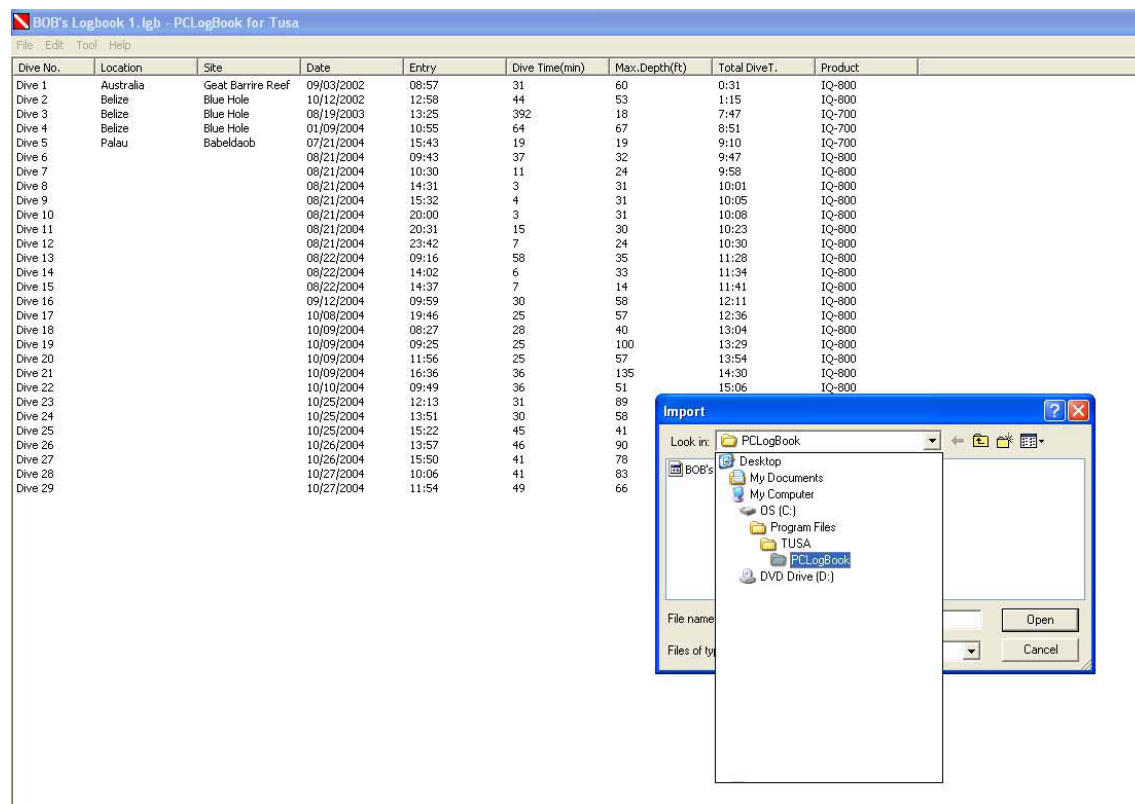 BOB's Logbook 1.lgb - PCLogBook for Tusa
File Edit Tool Help
Dive No. Location Site Date Entry Dive Time(min) Max.Depth(ft) Total DiveT. Product
Dive 1 Australia Geat Barrire Reef 09/03/2002 08:57 31 60 0:31 IQ-800
Dive 2 Belize Blue Hole 10/12/2002 12:58 44 53 1:15 IQ-800
Dive 3 Belize Blue Hole 08/19/2003 13:25 392 18 7:47 IQ-700
Dive 4 Belize Blue Hole 01/09/2004 10:55 64 67 8:51 IQ-700
Dive 5 Palau Babeldaob 07/21/2004 15:43 19 19 9:10 IQ-700
Dive 6 08/21/2004 09:43 37 32 9:47 IQ-800
Dive 7 08/21/2004 10:30 11 24 9:58 IQ-800
Dive 8 08/21/2004 14:31 3 31 10:01 IQ-800
Dive 9 08/21/2004 15:32 4 31 10:05 IQ-800
Dive 10 08/21/2004 20:00 3 31 10:08 IQ-800
Dive 11 08/21/2004 20:31 15 30 10:23 IQ-800
Dive 12 08/21/2004 23:42 7 24 10:30 IQ-800
Dive 13 08/22/2004 09:16 58 35 11:28 IQ-800
Dive 14 08/22/2004 14:02 6 33 11:34 IQ-800
Dive 15 08/22/2004 14:37 7 14 11:41 IQ-800
Dive 16 09/12/2004 09:59 30 58 12:11 IQ-800
Dive 17 10/08/2004 19:46 25 57 12:36 IQ-800
Dive 18 10/09/2004 08:27 28 40 13:04 IQ-800
Dive 19 10/09/2004 09:25 25 100 13:29 IQ-800
Dive 20 10/09/2004 11:56 25 57 13:54 IQ-800
Dive 21 10/09/2004 16:36 36 135 14:30 IQ-800
Dive 22 10/10/2004 09:49 36 51 15:06 IQ-800
Dive 23 10/25/2004 12:13 31 89
Dive 24 10/25/2004 13:51 30 58
Dive 25 10/25/2004 15:22 45 41
Dive 26 10/26/2004 13:57 46 90
Dive 27 10/26/2004 15:50 41 78
Dive 28 10/27/2004 10:06 41 83
Dive 29 10/27/2004 11:54 49 66
Import
Look in: PCLogBook
BOB's
Desktop
My Documents
My Computer
OS (C:)
Program Files
TUSA
PCLogBook
DVD Drive (D:)
File name
Open
Files of ty
Cancel